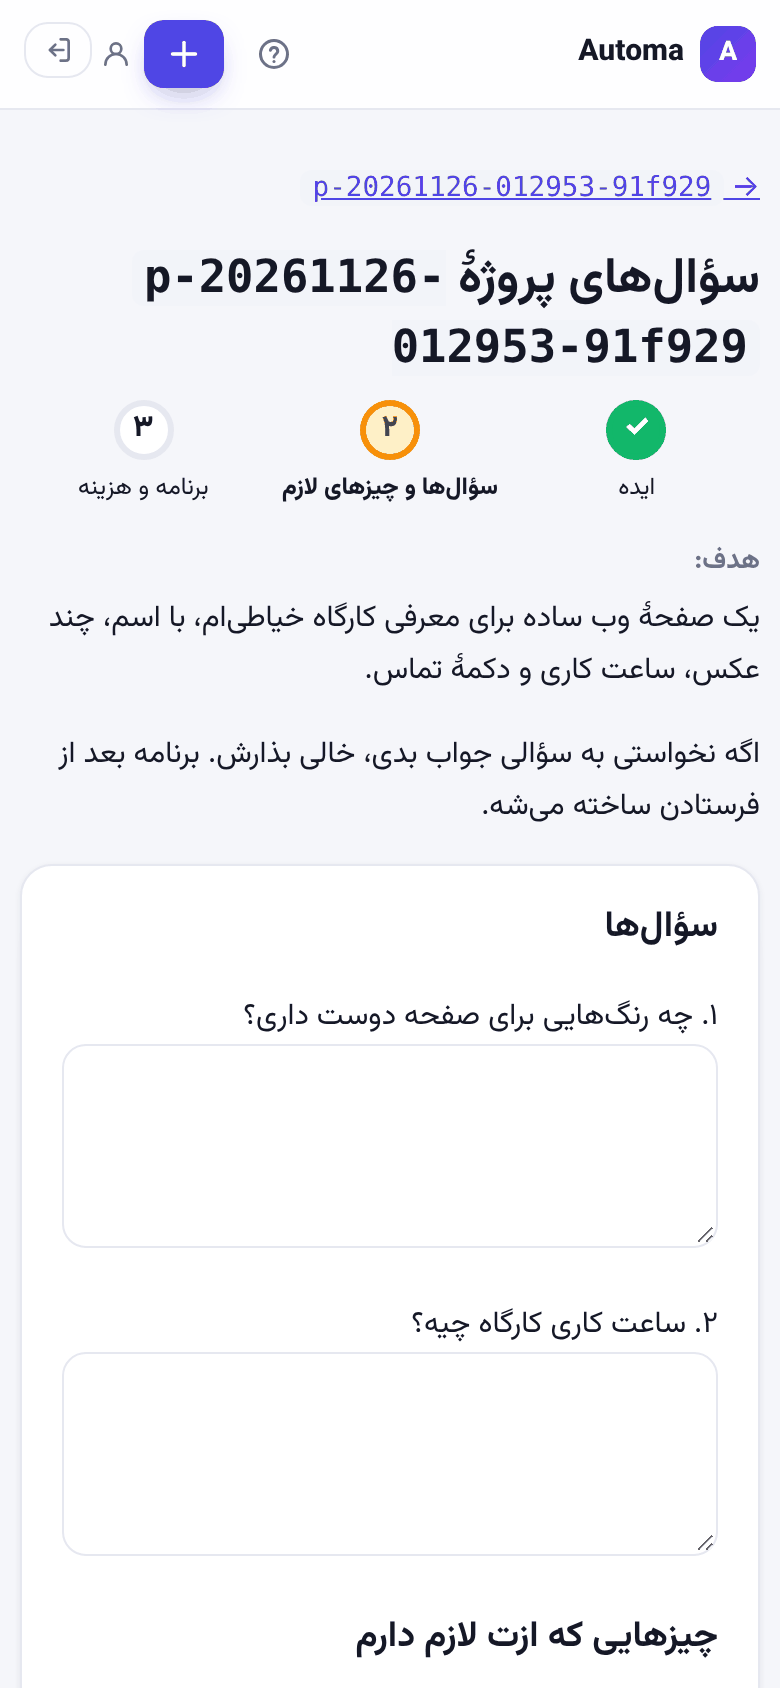 Automa A
→ p-20261126-012953-91f929
سؤال‌های پروژهٔ p-20261126-
012953-91f929
✓ ۲ ۳
ایده سؤال‌ها و چیزهای لازم برنامه و هزینه
هدف:
یک صفحهٔ وب ساده برای معرفی کارگاه خیاطی‌ام، با اسم، چند
عکس، ساعت کاری و دکمهٔ تماس.
اگه نخواستی به سؤالی جواب بدی، خالی بذارش. برنامه بعد از
فرستادن ساخته می‌شه.
سؤال‌ها
۱. چه رنگ‌هایی برای صفحه دوست داری؟
۲. ساعت کاری کارگاه چیه؟
چیزهایی که ازت لازم دارم